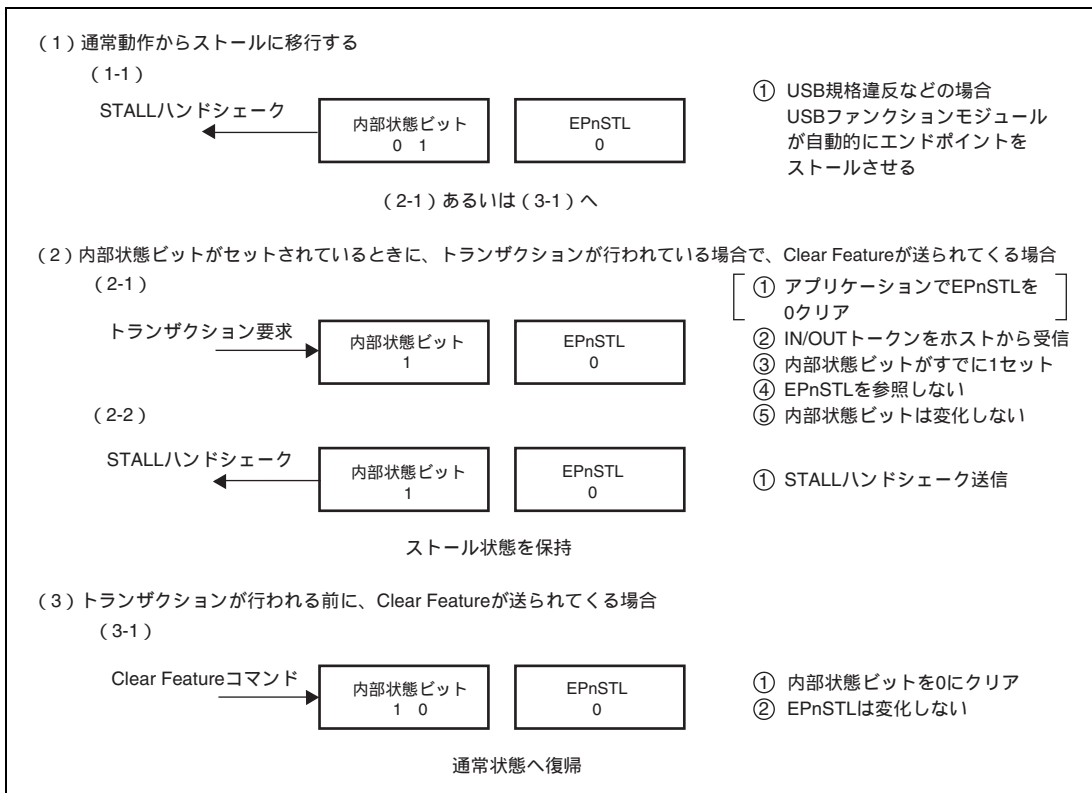 （1）通常動作からストールに移行する
（1-1）
STALLハンドシェーク
内部状態ビット
0 1
EPnSTL
0
① USB規格違反などの場合
USBファンクションモジュール
が自動的にエンドポイントを
ストールさせる
（2-1）あるいは（3-1）へ
（2）内部状態ビットがセットされているときに、トランザクションが行われている場合で、Clear Featureが送られてくる場合
（2-1）
トランザクション要求
内部状態ビット
1
EPnSTL
0
① アプリケーションでEPnSTLを
0クリア
② IN/OUTトークンをホストから受信
③ 内部状態ビットがすでに1セット
④ EPnSTLを参照しない
⑤ 内部状態ビットは変化しない
（2-2）
STALLハンドシェーク
内部状態ビット
1
EPnSTL
0
① STALLハンドシェーク送信
ストール状態を保持
（3）トランザクションが行われる前に、Clear Featureが送られてくる場合
（3-1）
Clear Featureコマンド
内部状態ビット
1 0
EPnSTL
0
① 内部状態ビットを0にクリア
② EPnSTLは変化しない
通常状態へ復帰